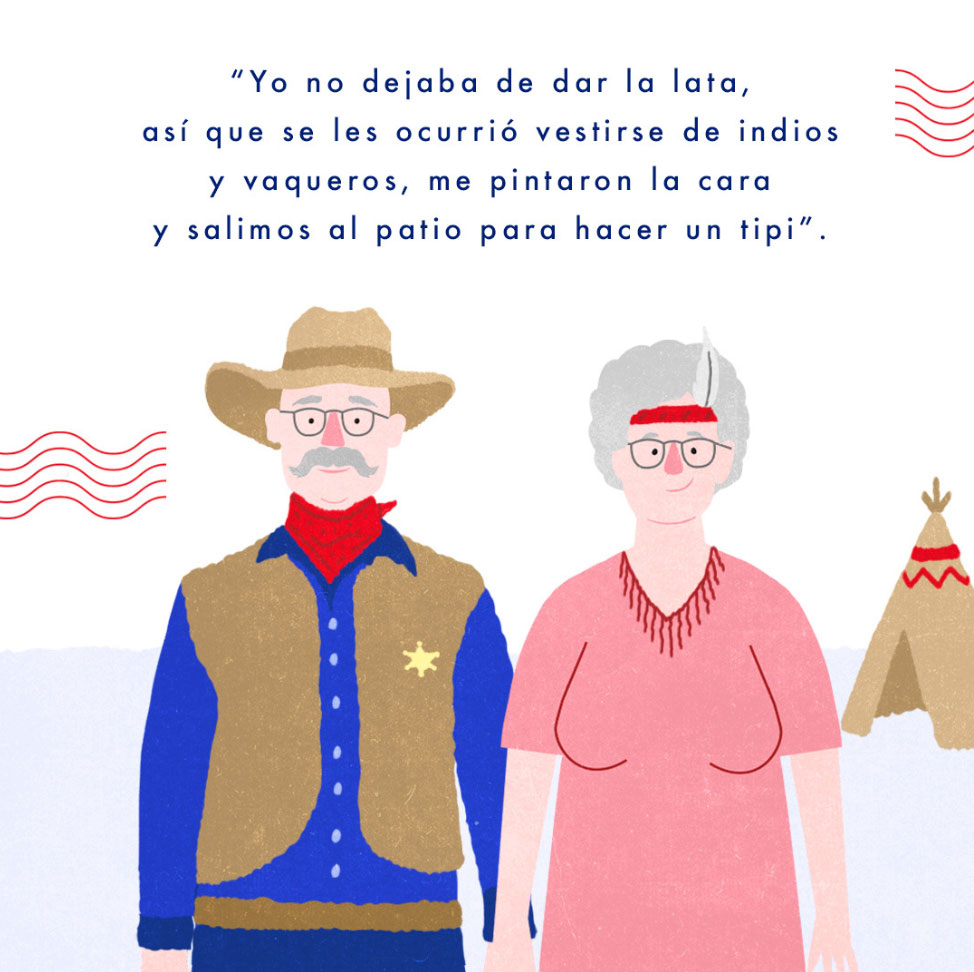 “Yo no dejaba de dar la lata,
así que se les ocurrió vestirse de indios
y vaqueros, me pintaron la cara
y salimos al patio para hacer un tipi”.